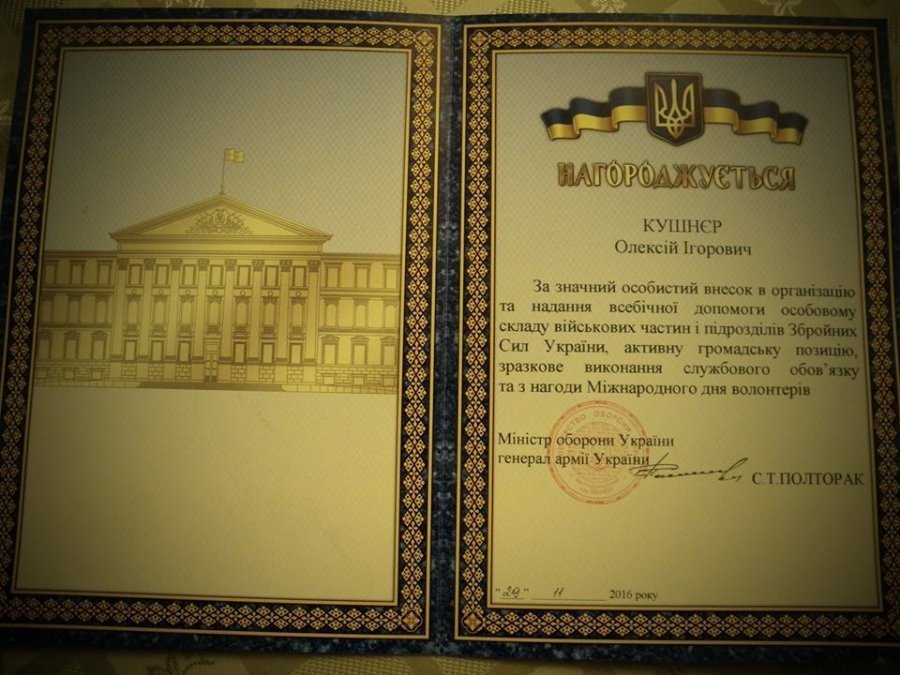 НАГОРОДЖУЄТЬСЯ
КУШНЄР
Олексій Ігорович
За значний особистий внесок в організацію
та надання всебічної допомоги особовому
складу військових частин і підрозділів Збройних
Сил України, активну громадську позицію,
зразкове виконання службового обов’язку
та з нагоди Міжнародного дня волонтерів
Міністр оборони України
генерал армії України
С.Т.ПОЛТОРАК
"29" 11 2016 року